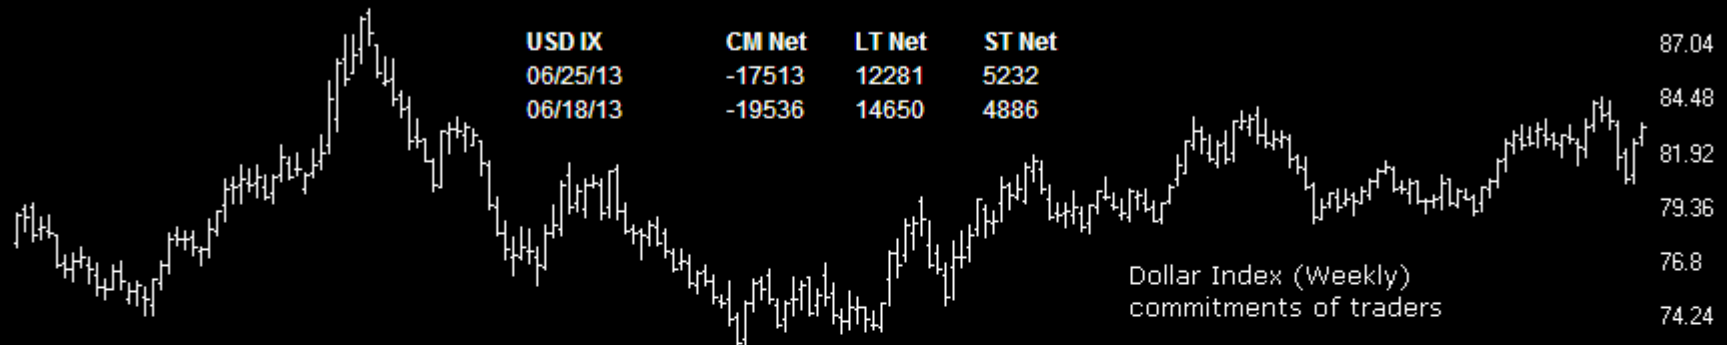 USD IX CM Net LT Net ST Net
06/25/13 -17513 12281 5232
06/18/13 -19536 14650 4886
87.04
84.48
81.92
79.36
76.8
74.24
Dollar Index (Weekly)
commitments of traders